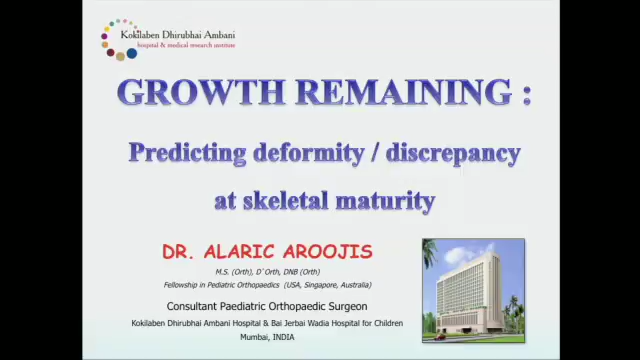 Kokilaben Dhirubhai Ambani
hospital & medical research institute
GROWTH REMAINING :
Predicting deformity / discrepancy
at skeletal maturity
DR. ALARIC AROOJIS
M.S. (Orth), D'Orth, DNB (Orth)
Fellowship in Pediatric Orthopaedics (USA, Singapore, Australia)
Consultant Paediatric Orthopaedic Surgeon
Kokilaben Dhirubhai Ambani Hospital & Bai Jerbai Wadia Hospital for Children
Mumbai, INDIA